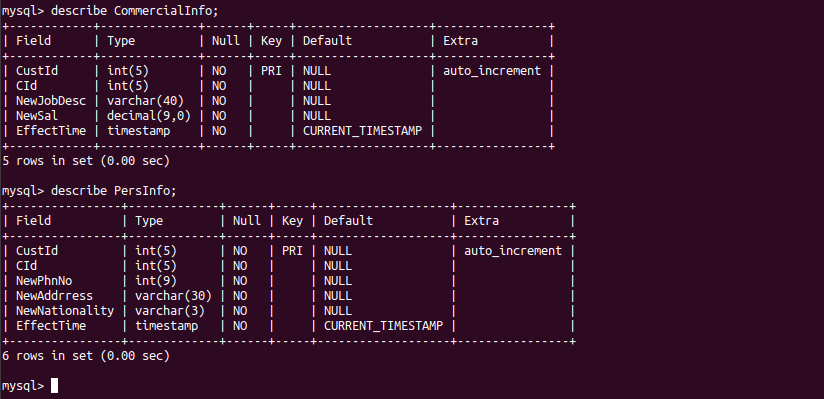 mysql> describe CommercialInfo;
+------------+--------------+------+-----+-------------------+----------------+
| Field      | Type         | Null | Key | Default           | Extra          |
+------------+--------------+------+-----+-------------------+----------------+
| CustId     | int(5)       | NO   | PRI | NULL              | auto_increment |
| CId        | int(5)       | NO   |     | NULL              |                |
| NewJobDesc | varchar(40)  | NO   |     | NULL              |                |
| NewSal     | decimal(9,0) | NO   |     | NULL              |                |
| EffectTime | timestamp    | NO   |     | CURRENT_TIMESTAMP |                |
+------------+--------------+------+-----+-------------------+----------------+
5 rows in set (0.00 sec)
mysql> describe PersInfo;
+----------------+-------------+------+-----+-------------------+----------------+
| Field          | Type        | Null | Key | Default           | Extra          |
+----------------+-------------+------+-----+-------------------+----------------+
| CustId         | int(5)      | NO   | PRI | NULL              | auto_increment |
| CId            | int(5)      | NO   |     | NULL              |                |
| NewPhnNo       | int(9)      | NO   |     | NULL              |                |
| NewAddrress    | varchar(30) | NO   |     | NULL              |                |
| NewNationality | varchar(3)  | NO   |     | NULL              |                |
| EffectTime     | timestamp   | NO   |     | CURRENT_TIMESTAMP |                |
+----------------+-------------+------+-----+-------------------+----------------+
6 rows in set (0.00 sec)
mysql>